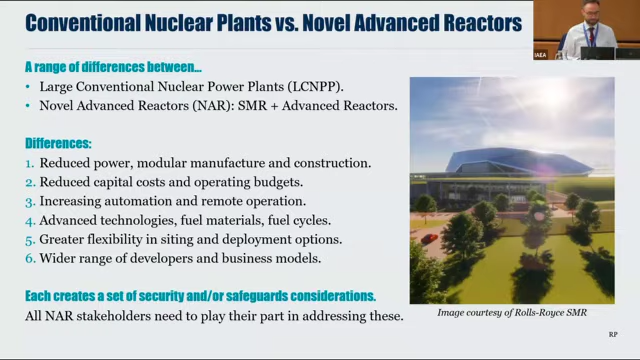 Conventional Nuclear Plants vs. Novel Advanced Reactors
IAEA
A range of differences between…
• Large Conventional Nuclear Power Plants (LCNPP).
• Novel Advanced Reactors (NAR): SMR + Advanced Reactors.
Differences:
1. Reduced power, modular manufacture and construction.
2. Reduced capital costs and operating budgets.
3. Increasing automation and remote operation.
4. Advanced technologies, fuel materials, fuel cycles.
5. Greater flexibility in siting and deployment options.
6. Wider range of developers and business models.
Each creates a set of security and/or safeguards considerations.
All NAR stakeholders need to play their part in addressing these.
Image courtesy of Rolls-Royce SMR
RP